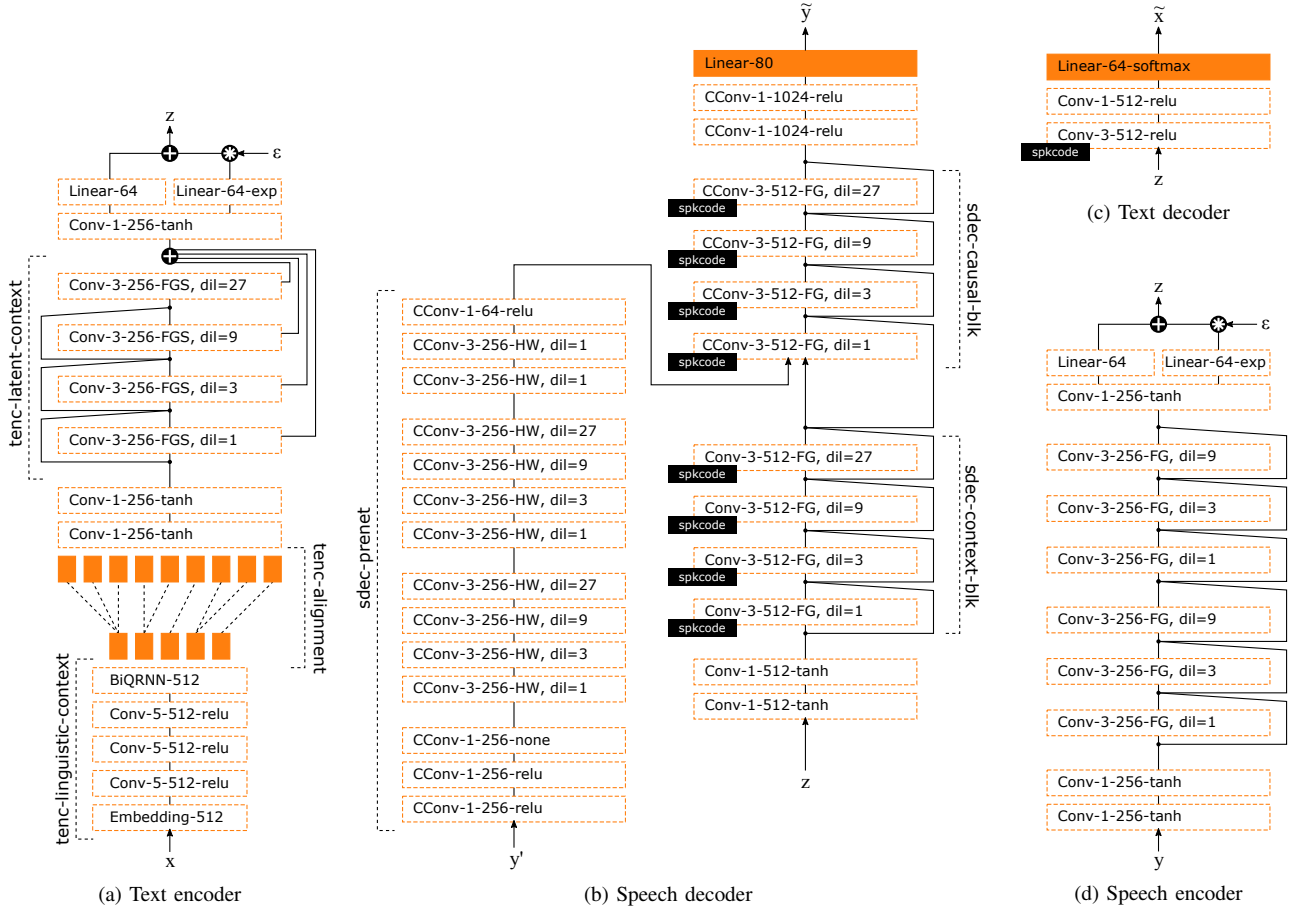 z
ε
Linear-64
Linear-64-exp
Conv-1-256-tanh
Conv-3-256-FGS, dil=27
Conv-3-256-FGS, dil=9
Conv-3-256-FGS, dil=3
Conv-3-256-FGS, dil=1
tenc-latent-context
Conv-1-256-tanh
Conv-1-256-tanh
tenc-alignment
BiQRNN-512
Conv-5-512-relu
Conv-5-512-relu
Conv-5-512-relu
Embedding-512
tenc-linguistic-context
x
(a) Text encoder
CConv-1-64-relu
CConv-3-256-HW, dil=1
CConv-3-256-HW, dil=1
CConv-3-256-HW, dil=27
CConv-3-256-HW, dil=9
CConv-3-256-HW, dil=3
CConv-3-256-HW, dil=1
CConv-3-256-HW, dil=27
CConv-3-256-HW, dil=9
CConv-3-256-HW, dil=3
CConv-3-256-HW, dil=1
CConv-1-256-none
CConv-1-256-relu
CConv-1-256-relu
sdec-prenet
y'
ỹ
Linear-80
CConv-1-1024-relu
CConv-1-1024-relu
CConv-3-512-FG, dil=27
spkcode
CConv-3-512-FG, dil=9
spkcode
CConv-3-512-FG, dil=3
spkcode
CConv-3-512-FG, dil=1
spkcode
sdec-causal-blk
Conv-3-512-FG, dil=27
spkcode
Conv-3-512-FG, dil=9
spkcode
Conv-3-512-FG, dil=3
spkcode
Conv-3-512-FG, dil=1
spkcode
sdec-context-blk
Conv-1-512-tanh
Conv-1-512-tanh
z
(b) Speech decoder
x̃
Linear-64-softmax
Conv-1-512-relu
Conv-3-512-relu
spkcode
z
(c) Text decoder
z
ε
Linear-64
Linear-64-exp
Conv-1-256-tanh
Conv-3-256-FG, dil=9
Conv-3-256-FG, dil=3
Conv-3-256-FG, dil=1
Conv-3-256-FG, dil=9
Conv-3-256-FG, dil=3
Conv-3-256-FG, dil=1
Conv-1-256-tanh
Conv-1-256-tanh
y
(d) Speech encoder